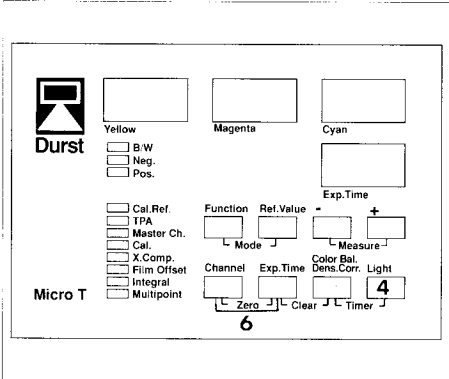 Yellow Magenta Cyan
Durst
B/W
Neg.
Pos.
Exp.Time
Cal.Ref. Function Ref.Value - +
TPA
Master Ch.
Cal. Mode Measure
X.Comp. Color Bal.
Film Offset Channel Exp.Time Dens.Corr. Light
Integral 4
Micro T Multipoint Zero Clear Timer
6